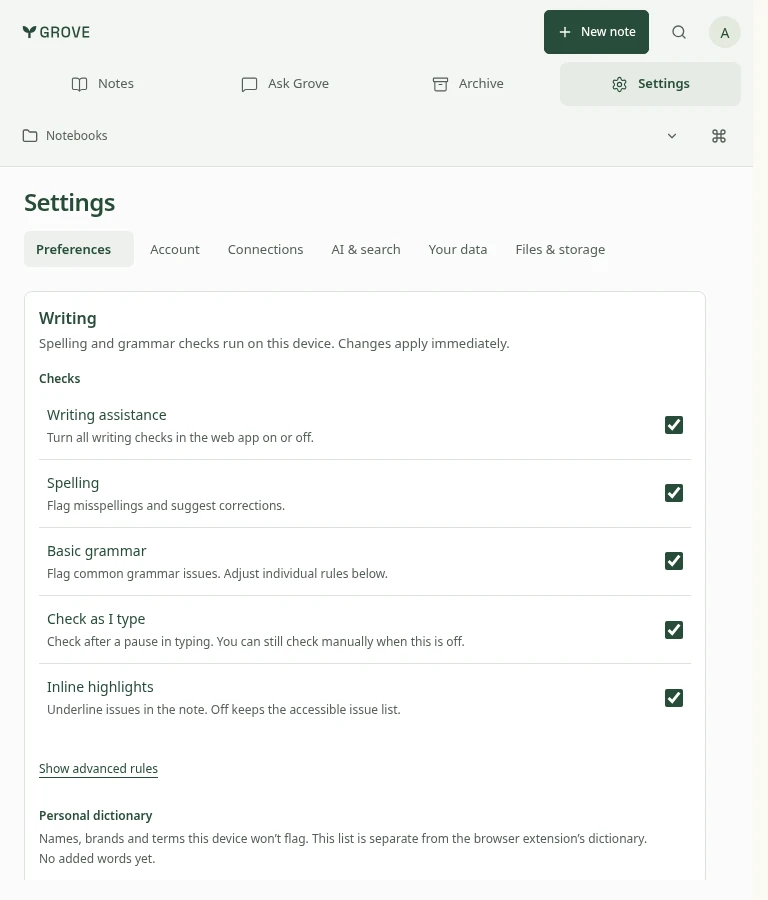 GROVE
New note
A
Notes
Ask Grove
Archive
Settings
Notebooks
Settings
Preferences
Account
Connections
AI & search
Your data
Files & storage
Writing
Spelling and grammar checks run on this device. Changes apply immediately.
Checks
Writing assistance
Turn all writing checks in the web app on or off.
Spelling
Flag misspellings and suggest corrections.
Basic grammar
Flag common grammar issues. Adjust individual rules below.
Check as I type
Check after a pause in typing. You can still check manually when this is off.
Inline highlights
Underline issues in the note. Off keeps the accessible issue list.
Show advanced rules
Personal dictionary
Names, brands and terms this device won’t flag. This list is separate from the browser extension’s dictionary.
No added words yet.